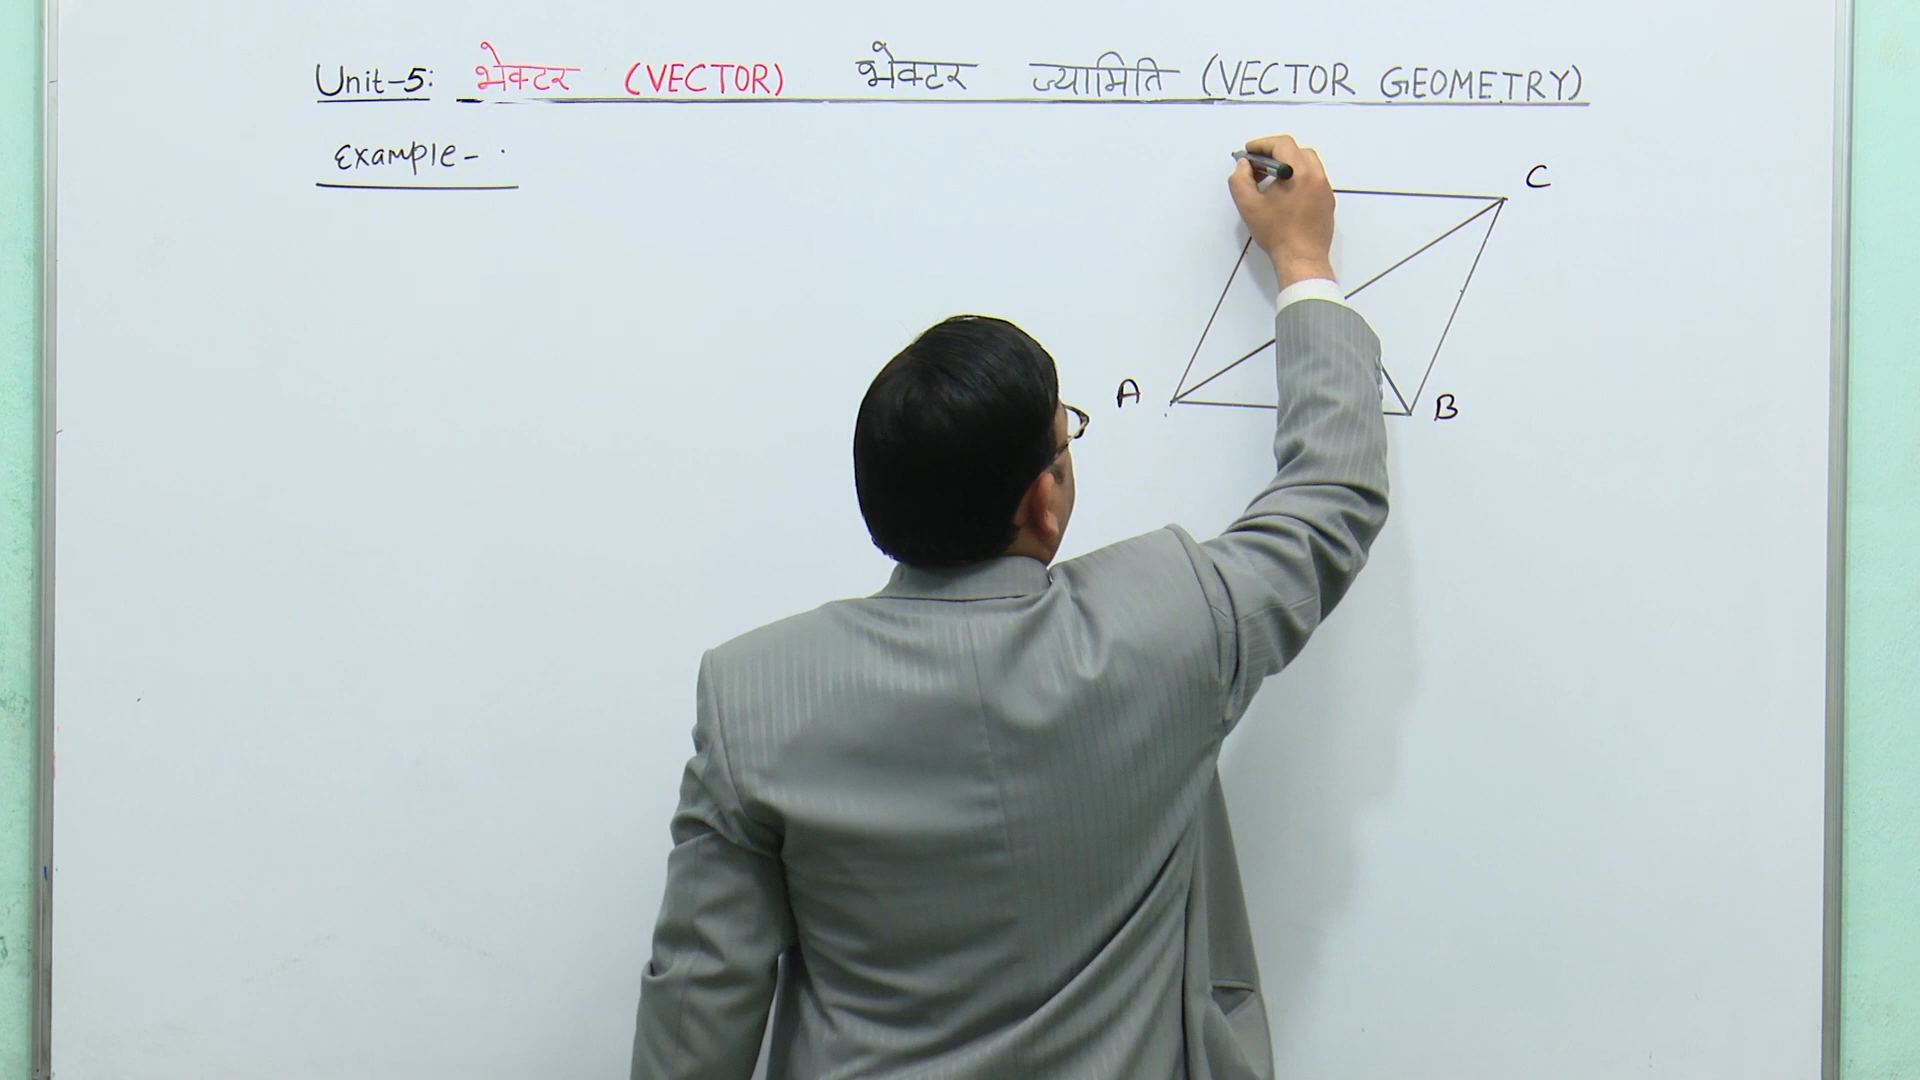 Unit-5: भेक्टर (VECTOR) भेक्टर ज्यामिति (VECTOR GEOMETRY)
Example-
C
A
B